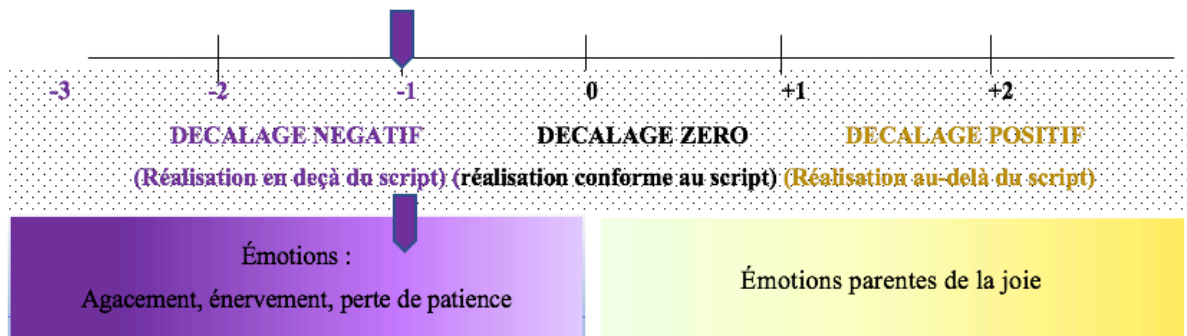 -3 -2 -1 0 +1 +2
DECALAGE NEGATIF DECALAGE ZERO DECALAGE POSITIF
(Réalisation en deçà du script) (réalisation conforme au script) (Réalisation au-delà du script)
Émotions :
Agacement, énervement, perte de patience
Émotions parentes de la joie